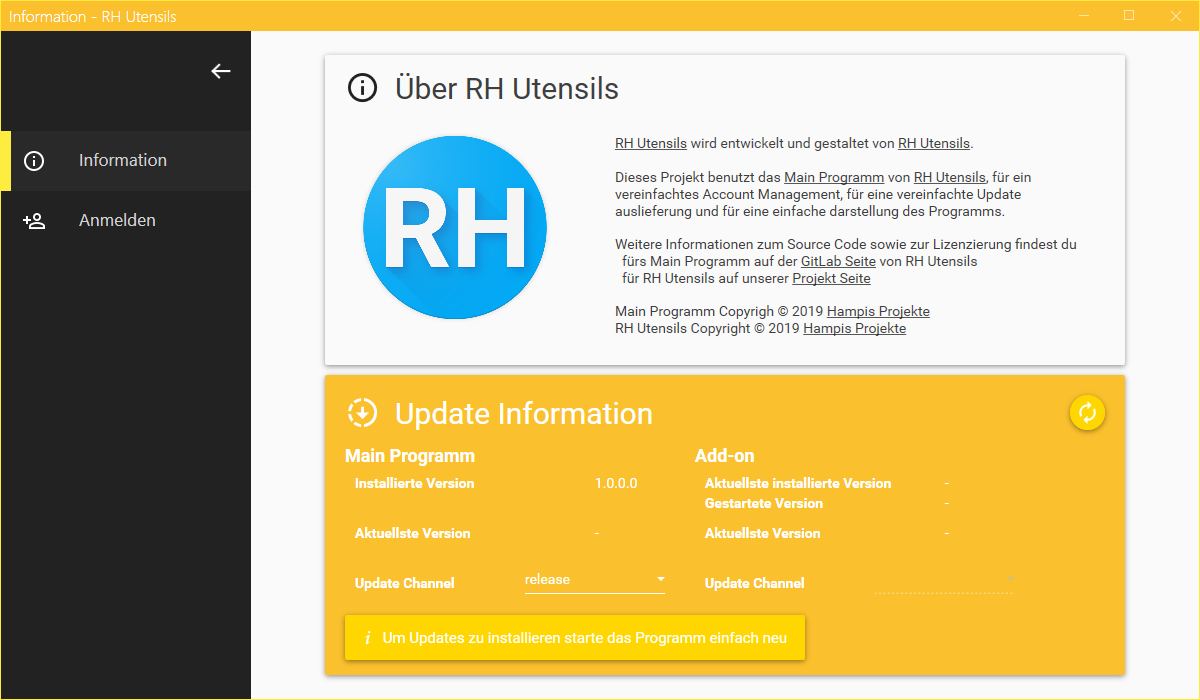 Information - RH Utensils
Information
Anmelden
Über RH Utensils
RH
RH Utensils wird entwickelt und gestaltet von RH Utensils.
Dieses Projekt benutzt das Main Programm von RH Utensils, für ein
vereinfachtes Account Management, für eine vereinfachte Update
auslieferung und für eine einfache darstellung des Programms.
Weitere Informationen zum Source Code sowie zur Lizenzierung findest du
fürs Main Programm auf der GitLab Seite von RH Utensils
für RH Utensils auf unserer Projekt Seite
Main Programm Copyrigh © 2019 Hampis Projekte
RH Utensils Copyright © 2019 Hampis Projekte
Update Information
Main Programm
Installierte Version 1.0.0.0
Aktuellste Version -
Update Channel release
Add-on
Aktuellste installierte Version -
Gestartete Version -
Aktuellste Version -
Update Channel
i Um Updates zu installieren starte das Programm einfach neu